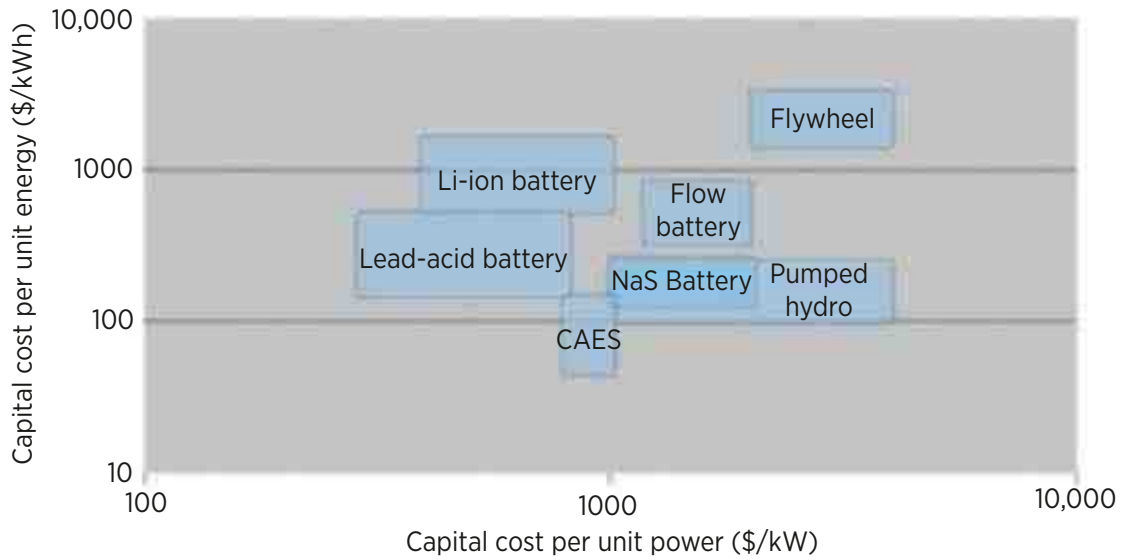 Capital cost per unit energy ($/kWh)
10,000
1000
100
10
Flywheel
Li-ion battery
Flow
battery
Lead-acid battery
NaS Battery
Pumped
hydro
CAES
100
1000
10,000
Capital cost per unit power ($/kW)